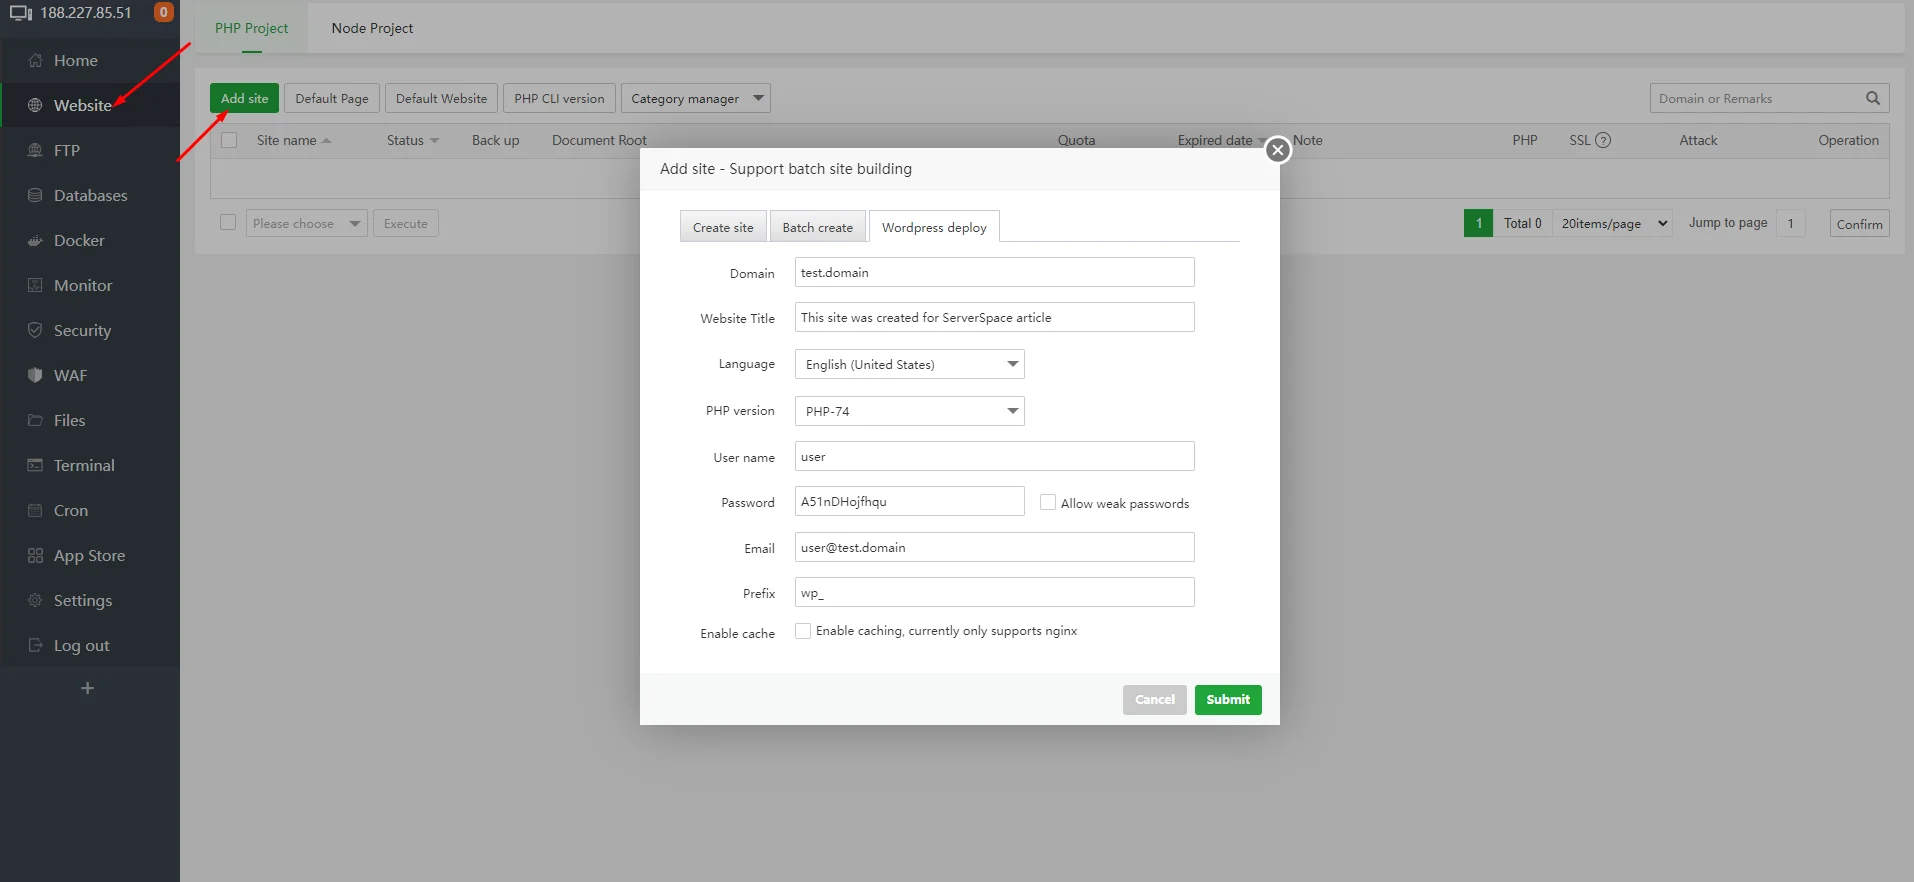 188.227.85.51 0
Home
Website
FTP
Databases
Docker
Monitor
Security
WAF
Files
Terminal
Cron
App Store
Settings
Log out
PHP Project Node Project
Add site Default Page Default Website PHP CLI version Category manager Domain or Remarks
Site name Status Back up Document Root Quota Expired date Note PHP SSL ? Attack Operation
Please choose Execute 1 Total 0 20items/page Jump to page 1 Confirm
Add site - Support batch site building
Create site Batch create Wordpress deploy
Domain test.domain
Website Title This site was created for ServerSpace article
Language English (United States)
PHP version PHP-74
User name user
Password A51nDHojfhqu Allow weak passwords
Email user@test.domain
Prefix wp_
Enable cache Enable caching, currently only supports nginx
Cancel Submit